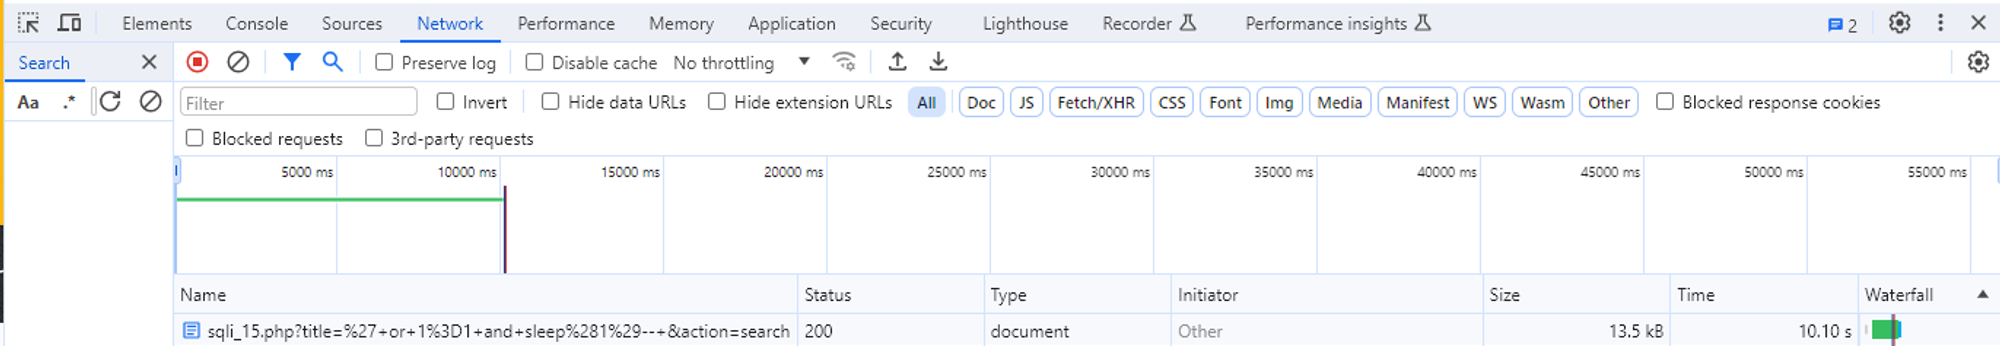 Elements Console Sources Network Performance Memory Application Security Lighthouse Recorder Performance insights 2
Search Preserve log Disable cache No throttling
Aa .* Filter Invert Hide data URLs Hide extension URLs All Doc JS Fetch/XHR CSS Font Img Media Manifest WS Wasm Other Blocked response cookies
Blocked requests 3rd-party requests
5000 ms 10000 ms 15000 ms 20000 ms 25000 ms 30000 ms 35000 ms 40000 ms 45000 ms 50000 ms 55000 ms
Name Status Type Initiator Size Time Waterfall
sqli_15.php?title=%27+or+1%3D1+and+sleep%281%29--+&action=search 200 document Other 13.5 kB 10.10 s